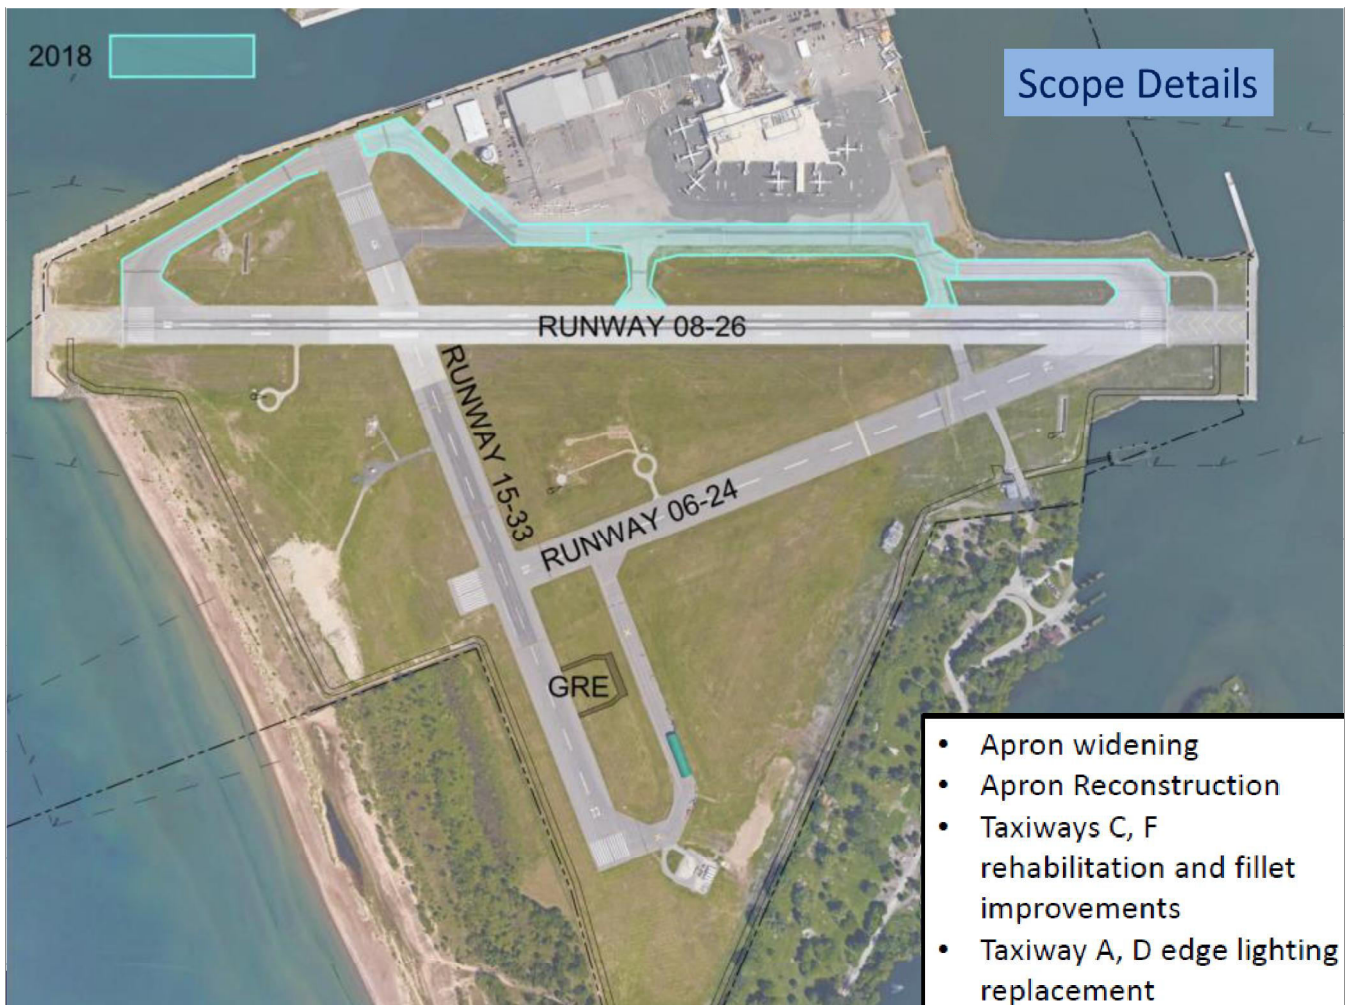 2018
Scope Details
RUNWAY 08-26
RUNWAY 15-33
RUNWAY 06-24
GRE
• Apron widening
• Apron Reconstruction
• Taxiways C, F
rehabilitation and fillet
improvements
• Taxiway A, D edge lighting
replacement